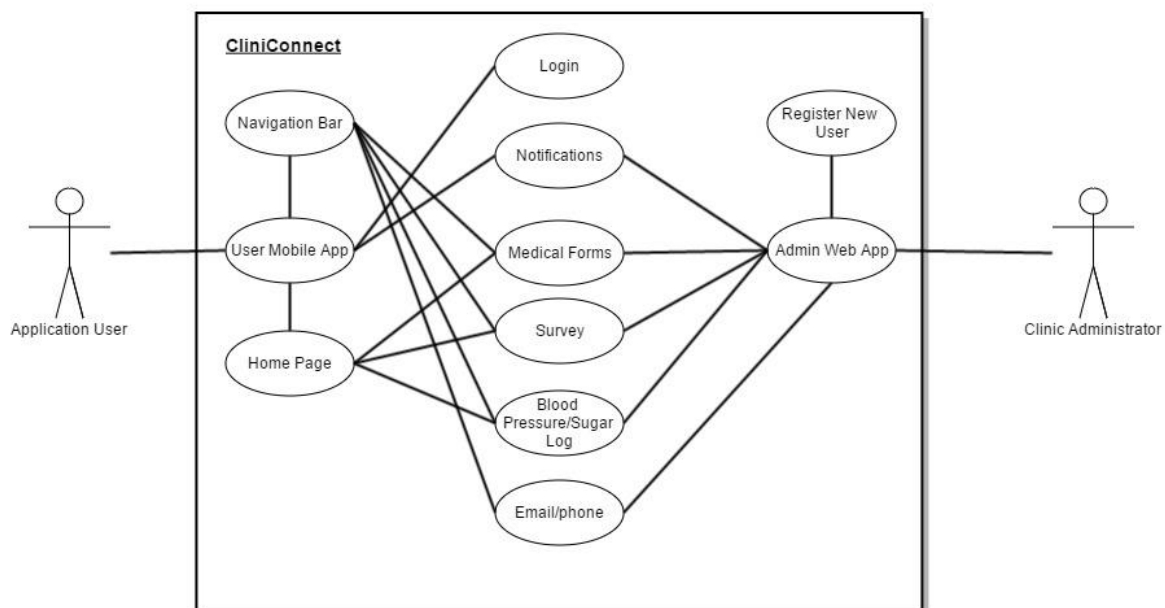 CliniConnect
Login
Navigation Bar
Register New
User
Notifications
User Mobile App
Medical Forms
Admin Web App
Application User
Survey
Clinic Administrator
Home Page
Blood
Pressure/Sugar
Log
Email/phone